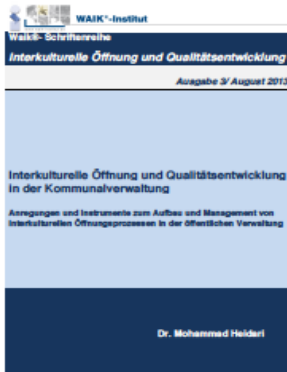 WAIK®-Institut
Waik®- Schriftenreihe
Interkulturelle Öffnung und Qualitätsentwicklung
Ausgabe 3/ August 2013
Interkulturelle Öffnung und Qualitätsentwicklung
in der Kommunalverwaltung
Anregungen und Instrumente zum Aufbau und Management von
Interkulturellen Öffnungsprozessen in der öffentlichen Verwaltung
Dr. Mohammad Heidari